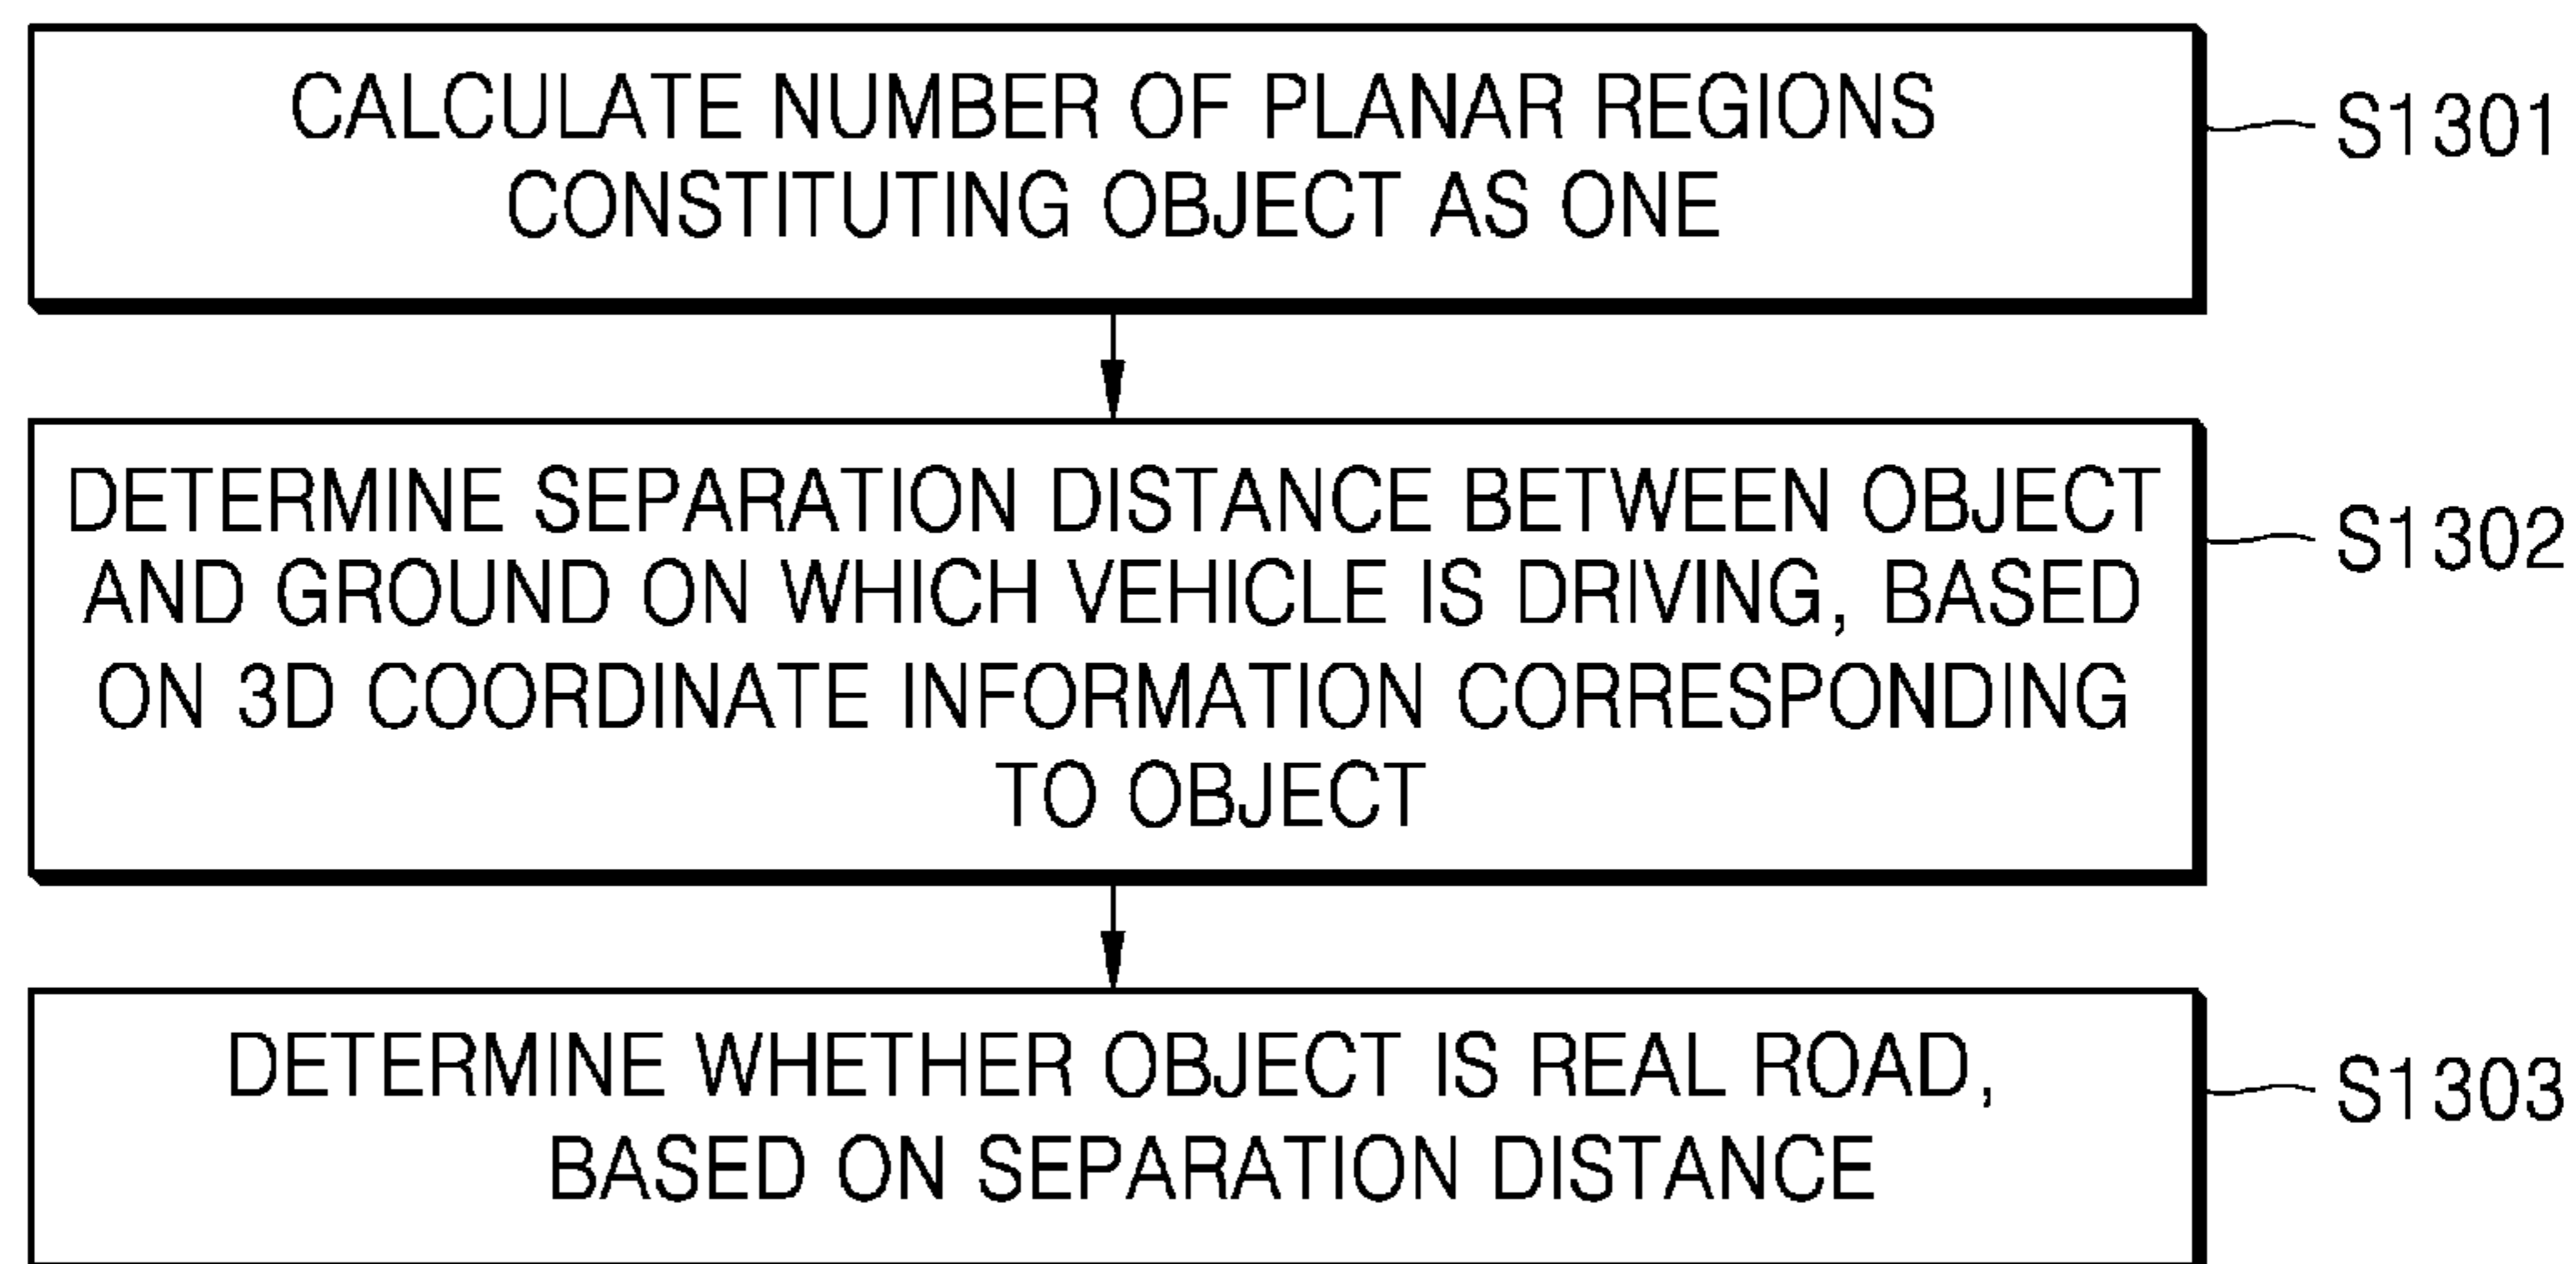 CALCULATE NUMBER OF PLANAR REGIONS
CONSTITUTING OBJECT AS ONE
S1301
DETERMINE SEPARATION DISTANCE BETWEEN OBJECT
AND GROUND ON WHICH VEHICLE IS DRIVING, BASED
ON 3D COORDINATE INFORMATION CORRESPONDING
TO OBJECT
S1302
DETERMINE WHETHER OBJECT IS REAL ROAD,
BASED ON SEPARATION DISTANCE
S1303